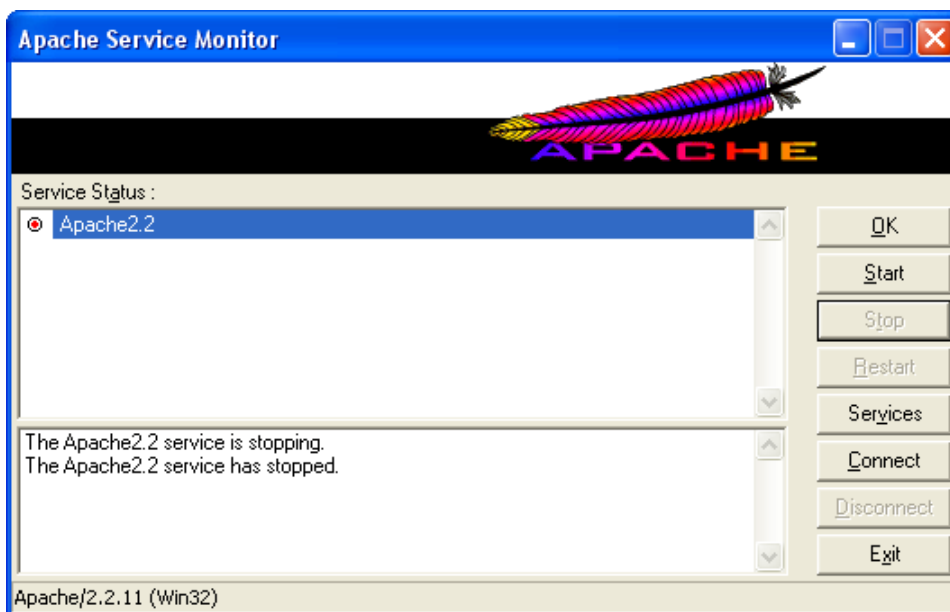 Apache Service Monitor
APACHE
Service Status :
Apache2.2
OK
Start
Stop
Restart
Services
Connect
Disconnect
Exit
The Apache2.2 service is stopping.
The Apache2.2 service has stopped.
Apache/2.2.11 (Win32)